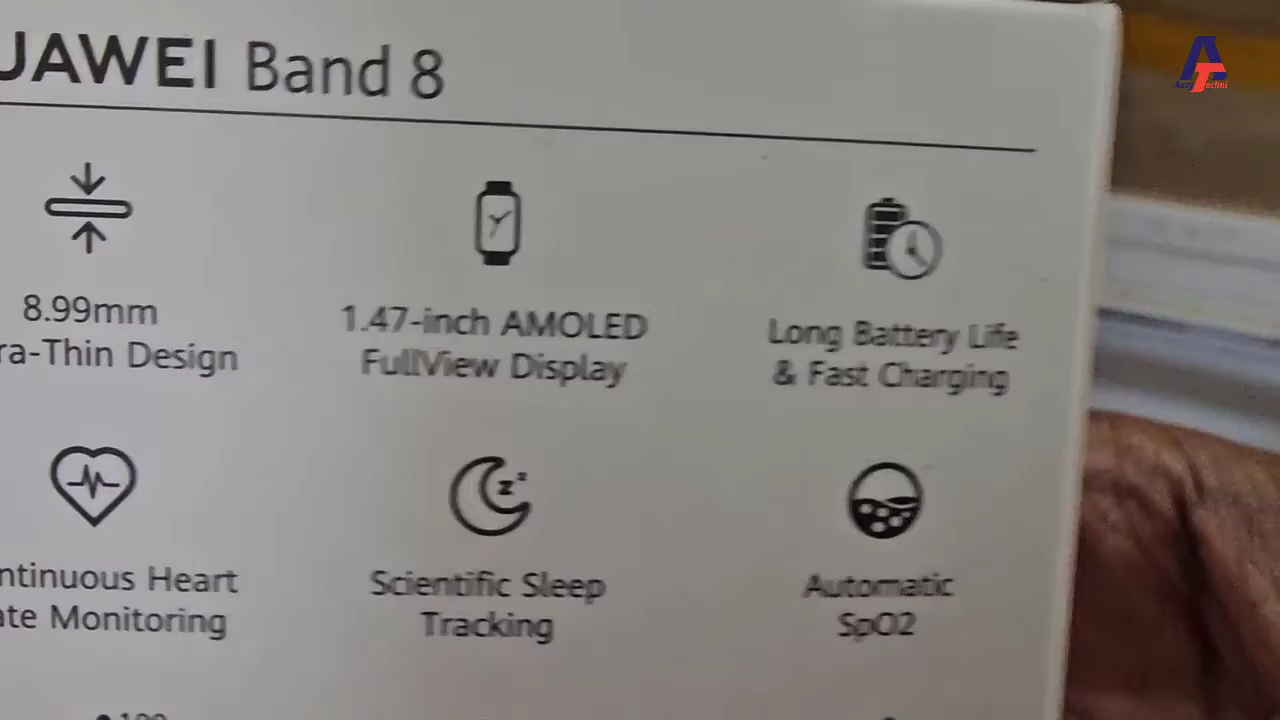 UAWEI Band 8
8.99mm
ra-Thin Design
1.47-inch AMOLED
FullView Display
Long Battery Life
& Fast Charging
ntinuous Heart
ate Monitoring
Scientific Sleep
Tracking
Automatic
SpO2
AT